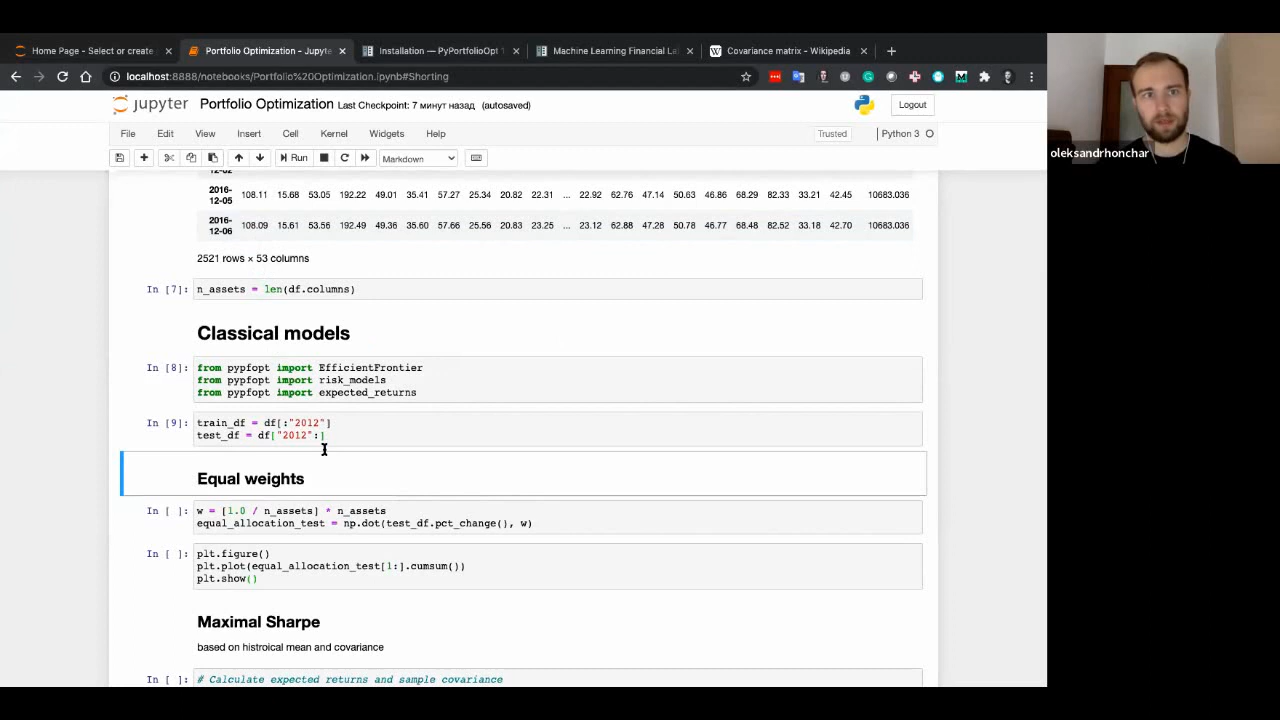 Home Page - Select or create
Portfolio Optimization - Jupyte
Installation — PyPortfolioOpt 1
Machine Learning Financial La
Covariance matrix - Wikipedia
localhost:8888/notebooks/Portfolio%20Optimization.ipynb#Shorting
jupyter Portfolio Optimization Last Checkpoint: 7 минут назад (autosaved)
Logout
File Edit View Insert Cell Kernel Widgets Help
Trusted
Python 3
Run
Markdown
oleksandrhonchar
12-02
2016-
12-05 108.11 15.68 53.05 192.22 49.01 35.41 57.27 25.34 20.82 22.31 ... 22.92 62.76 47.14 50.63 46.86 68.29 82.33 33.21 42.45 10683.036
2016-
12-06 108.09 15.61 53.56 192.49 49.36 35.60 57.66 25.56 20.83 23.25 ... 23.12 62.88 47.28 50.78 46.77 68.48 82.52 33.18 42.70 10683.036
2521 rows × 53 columns
In [7]: n_assets = len(df.columns)
Classical models
In [8]: from pypfopt import EfficientFrontier
from pypfopt import risk_models
from pypfopt import expected_returns
In [9]: train_df = df[:"2012"]
test_df = df["2012":]
Equal weights
In [ ]: w = [1.0 / n_assets] * n_assets
equal_allocation_test = np.dot(test_df.pct_change(), w)
In [ ]: plt.figure()
plt.plot(equal_allocation_test[1:].cumsum())
plt.show()
Maximal Sharpe
based on histroical mean and covariance
In [ ]: # Calculate expected returns and sample covariance